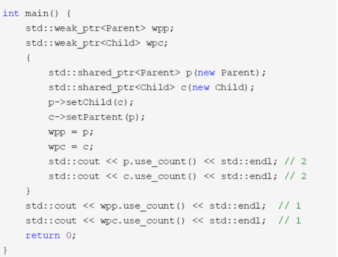 int main() {
    std::weak_ptr<Parent> wpp;
    std::weak_ptr<Child> wpc;
    {
        std::shared_ptr<Parent> p(new Parent);
        std::shared_ptr<Child> c(new Child);
        p->setChild(c);
        c->setPartent(p);
        wpp = p;
        wpc = c;
        std::cout << p.use_count() << std::endl; // 2
        std::cout << c.use_count() << std::endl; // 2
    }
    std::cout << wpp.use_count() << std::endl;  // 1
    std::cout << wpc.use_count() << std::endl;  // 1
    return 0;
}